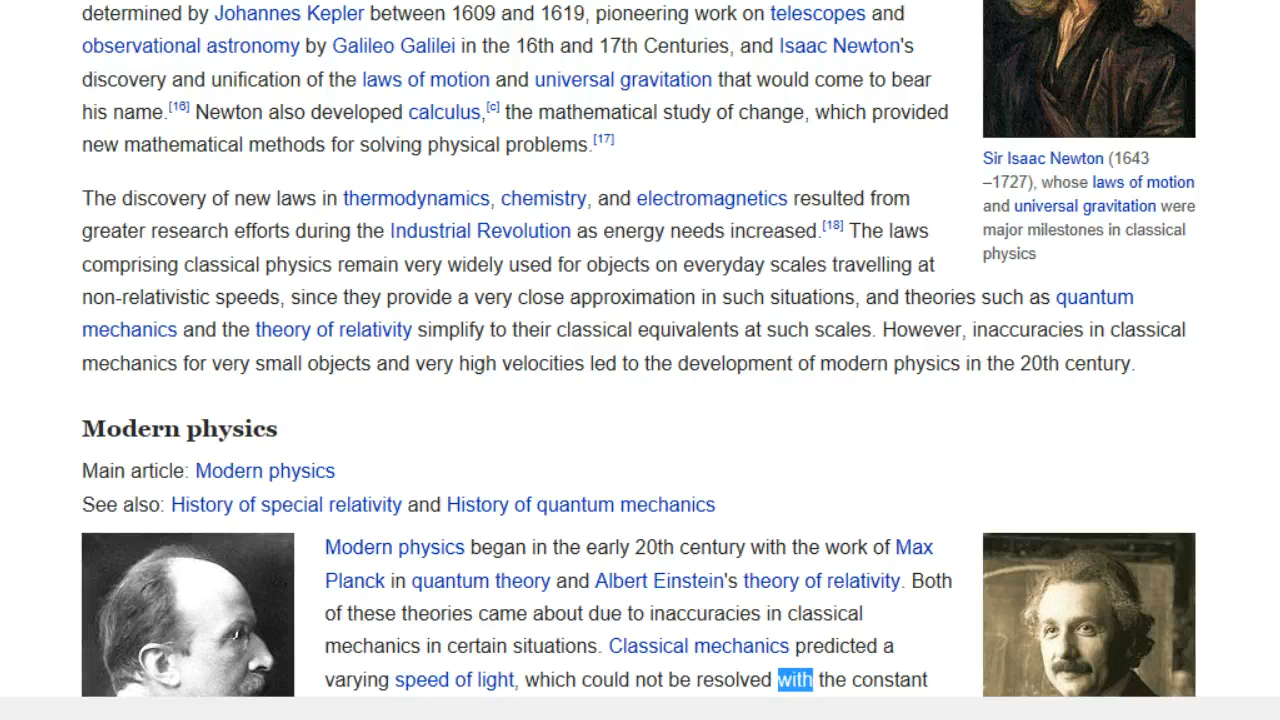 determined by Johannes Kepler between 1609 and 1619, pioneering work on telescopes and
observational astronomy by Galileo Galilei in the 16th and 17th Centuries, and Isaac Newton's
discovery and unification of the laws of motion and universal gravitation that would come to bear
his name.[16] Newton also developed calculus,[c] the mathematical study of change, which provided
new mathematical methods for solving physical problems.[17]
Sir Isaac Newton (1643
–1727), whose laws of motion
and universal gravitation were
major milestones in classical
physics
The discovery of new laws in thermodynamics, chemistry, and electromagnetics resulted from
greater research efforts during the Industrial Revolution as energy needs increased.[18] The laws
comprising classical physics remain very widely used for objects on everyday scales travelling at
non-relativistic speeds, since they provide a very close approximation in such situations, and theories such as quantum
mechanics and the theory of relativity simplify to their classical equivalents at such scales. However, inaccuracies in classical
mechanics for very small objects and very high velocities led to the development of modern physics in the 20th century.
Modern physics
Main article: Modern physics
See also: History of special relativity and History of quantum mechanics
Modern physics began in the early 20th century with the work of Max
Planck in quantum theory and Albert Einstein's theory of relativity. Both
of these theories came about due to inaccuracies in classical
mechanics in certain situations. Classical mechanics predicted a
varying speed of light, which could not be resolved with the constant